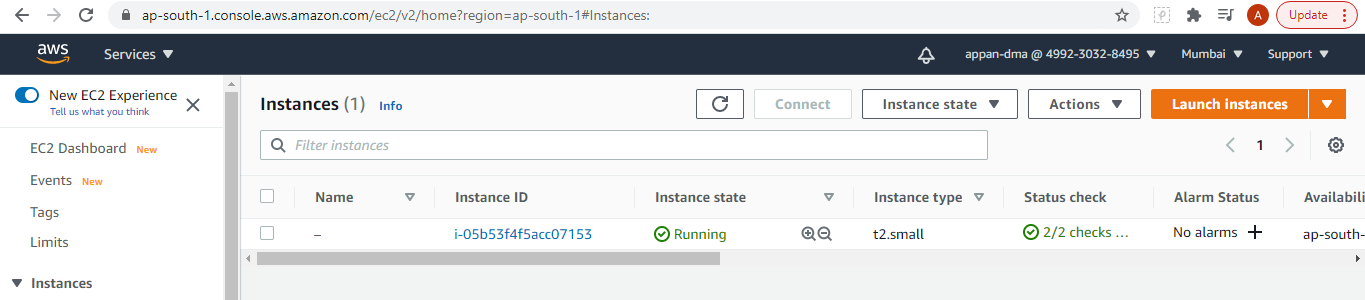 ap-south-1.console.aws.amazon.com/ec2/v2/home?region=ap-south-1#Instances:
A
Update
aws
Services
appan-dma @ 4992-3032-8495
Mumbai
Support
New EC2 Experience
Tell us what you think
Instances (1) Info
Connect
Instance state
Actions
Launch instances
Filter instances
1
EC2 Dashboard New
Events New
Tags
Limits
Instances
Name Instance ID Instance state Instance type Status check Alarm Status Availabili
– i-05b53f4f5acc07153 Running t2.small 2/2 checks ... No alarms + ap-south-